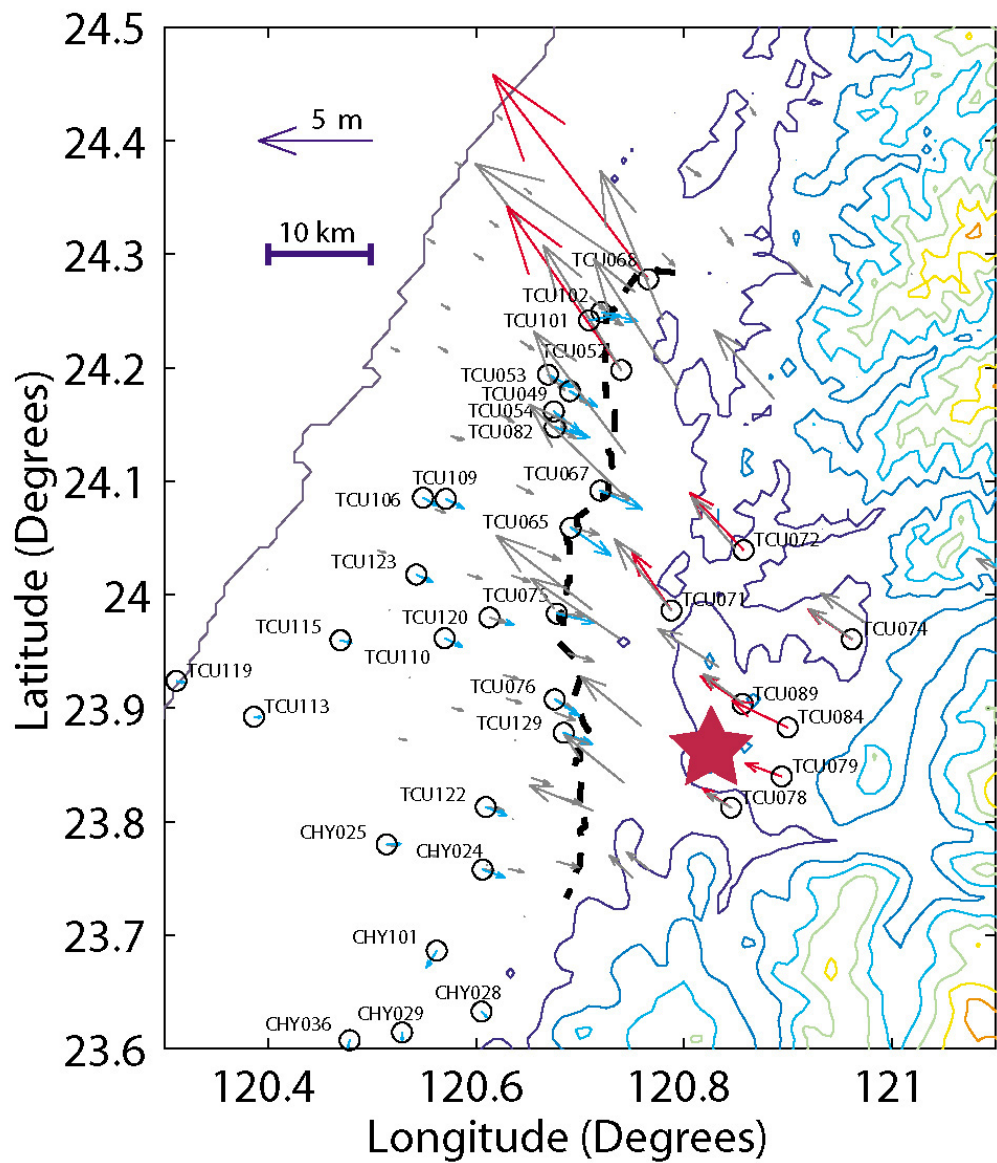 24.5
24.4
24.3
24.2
24.1
24
23.9
23.8
23.7
23.6
Latitude (Degrees)
5 m
10 km
TCU068
TCU102
TCU101
TCU052
TCU053
TCU049
TCU054
TCU082
TCU067
TCU109
TCU106
TCU065
TCU072
TCU123
TCU075
TCU071
TCU120
TCU115
TCU110
TCU074
TCU119
TCU076
TCU089
TCU113
TCU129
TCU084
TCU079
TCU122
TCU078
CHY025
CHY024
CHY101
CHY028
CHY029
CHY036
120.4
120.6
120.8
121
Longitude (Degrees)